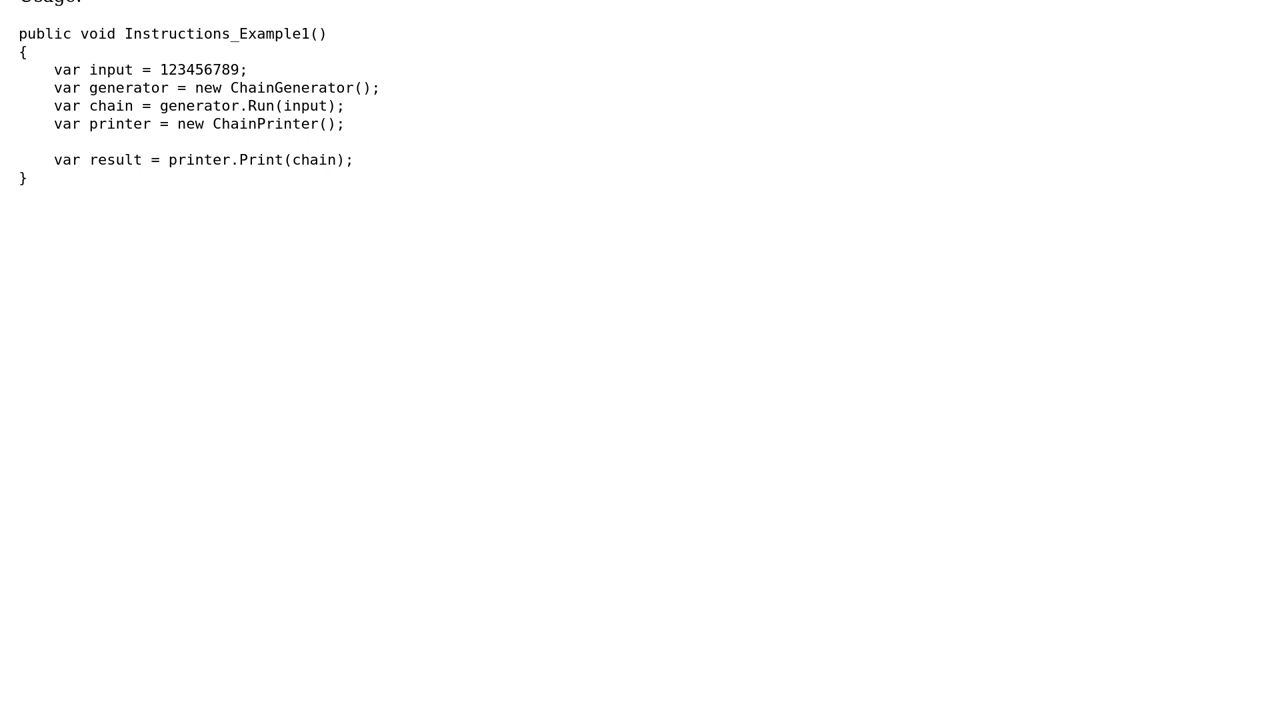 Usage:
public void Instructions_Example1()
{
    var input = 123456789;
    var generator = new ChainGenerator();
    var chain = generator.Run(input);
    var printer = new ChainPrinter();

    var result = printer.Print(chain);
}